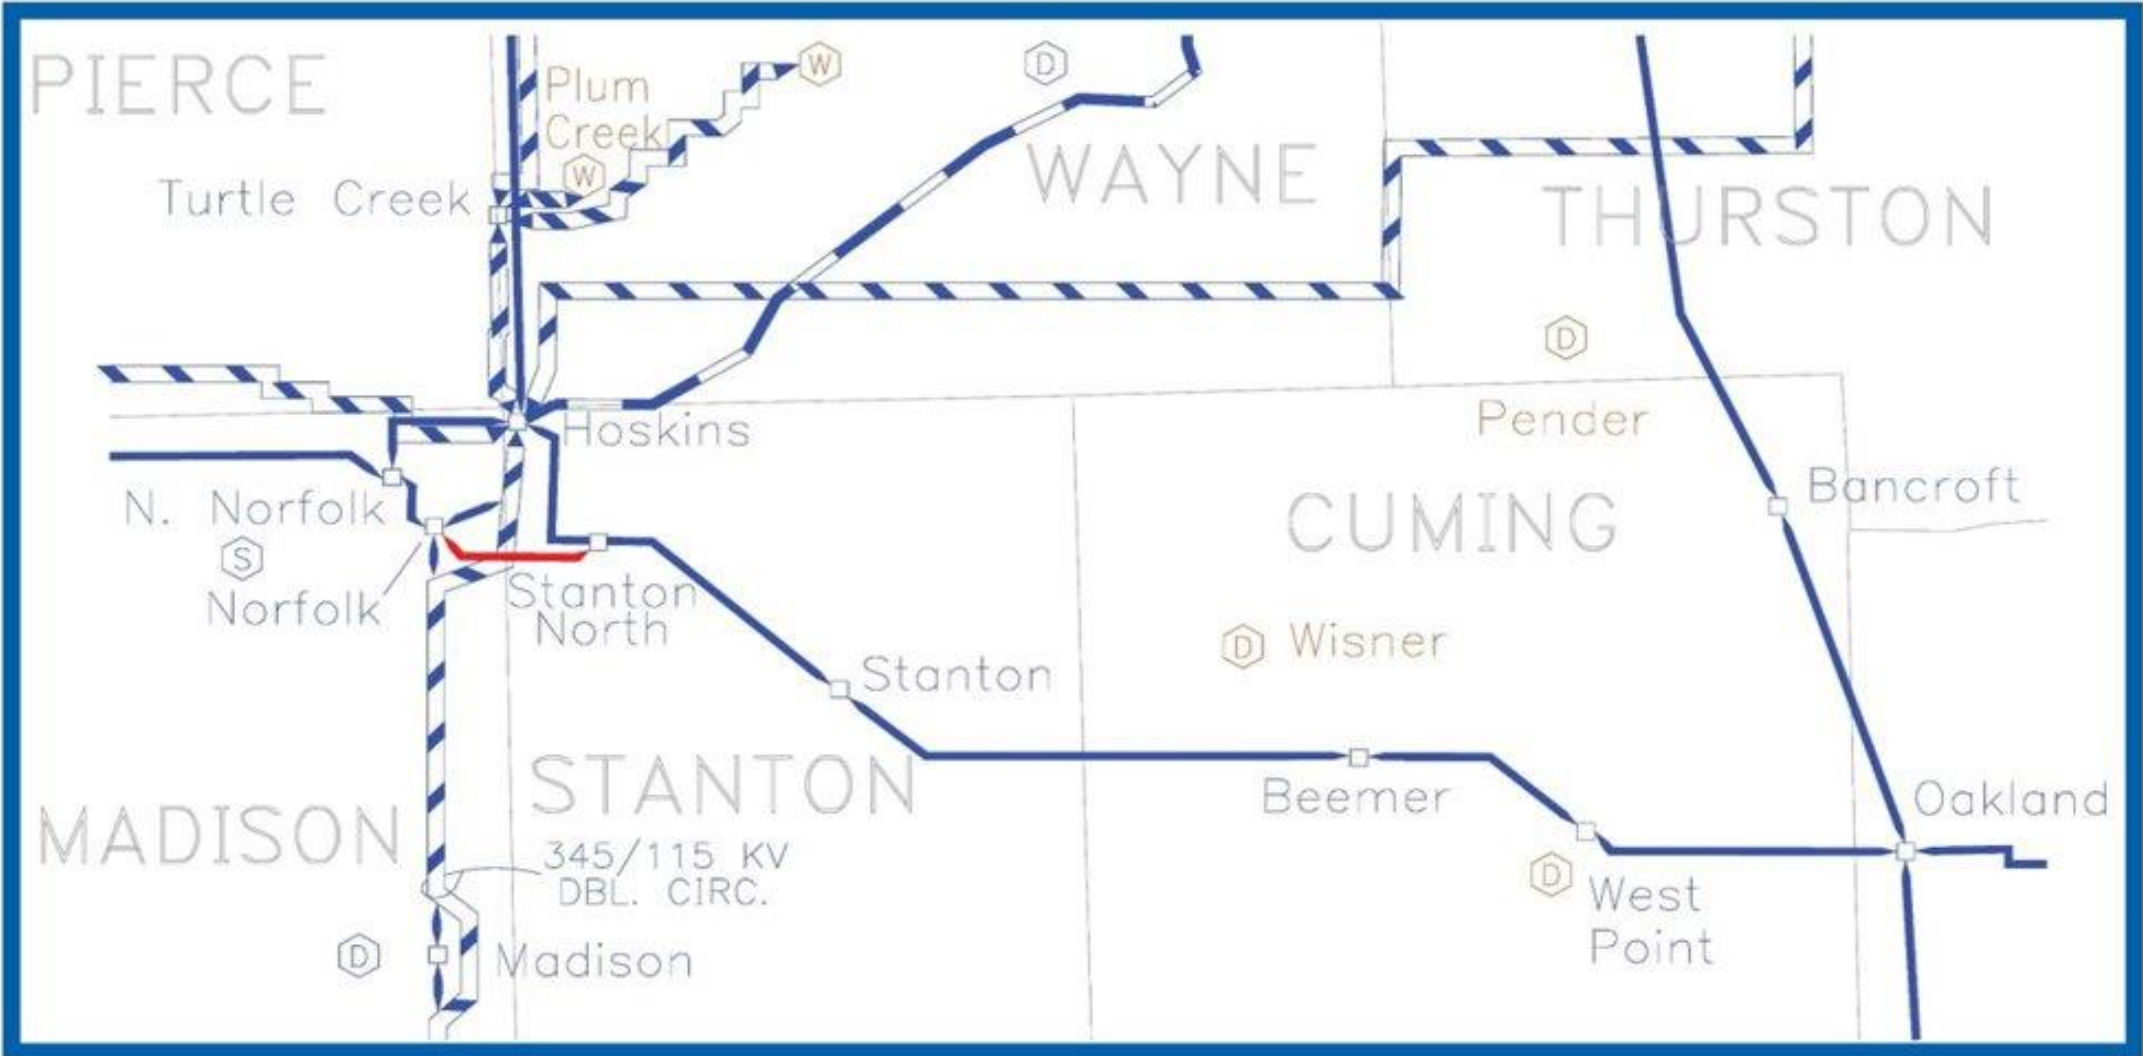 PIERCE
W
D
Plum
Creek
W
WAYNE
Turtle Creek
THURSTON
D
Hoskins
Pender
Bancroft
N. Norfolk
CUMING
S
Norfolk
Stanton
North
D Wisner
Stanton
STANTON
Beemer
Oakland
MADISON
345/115 KV
DBL. CIRC.
D
West
Point
D
Madison